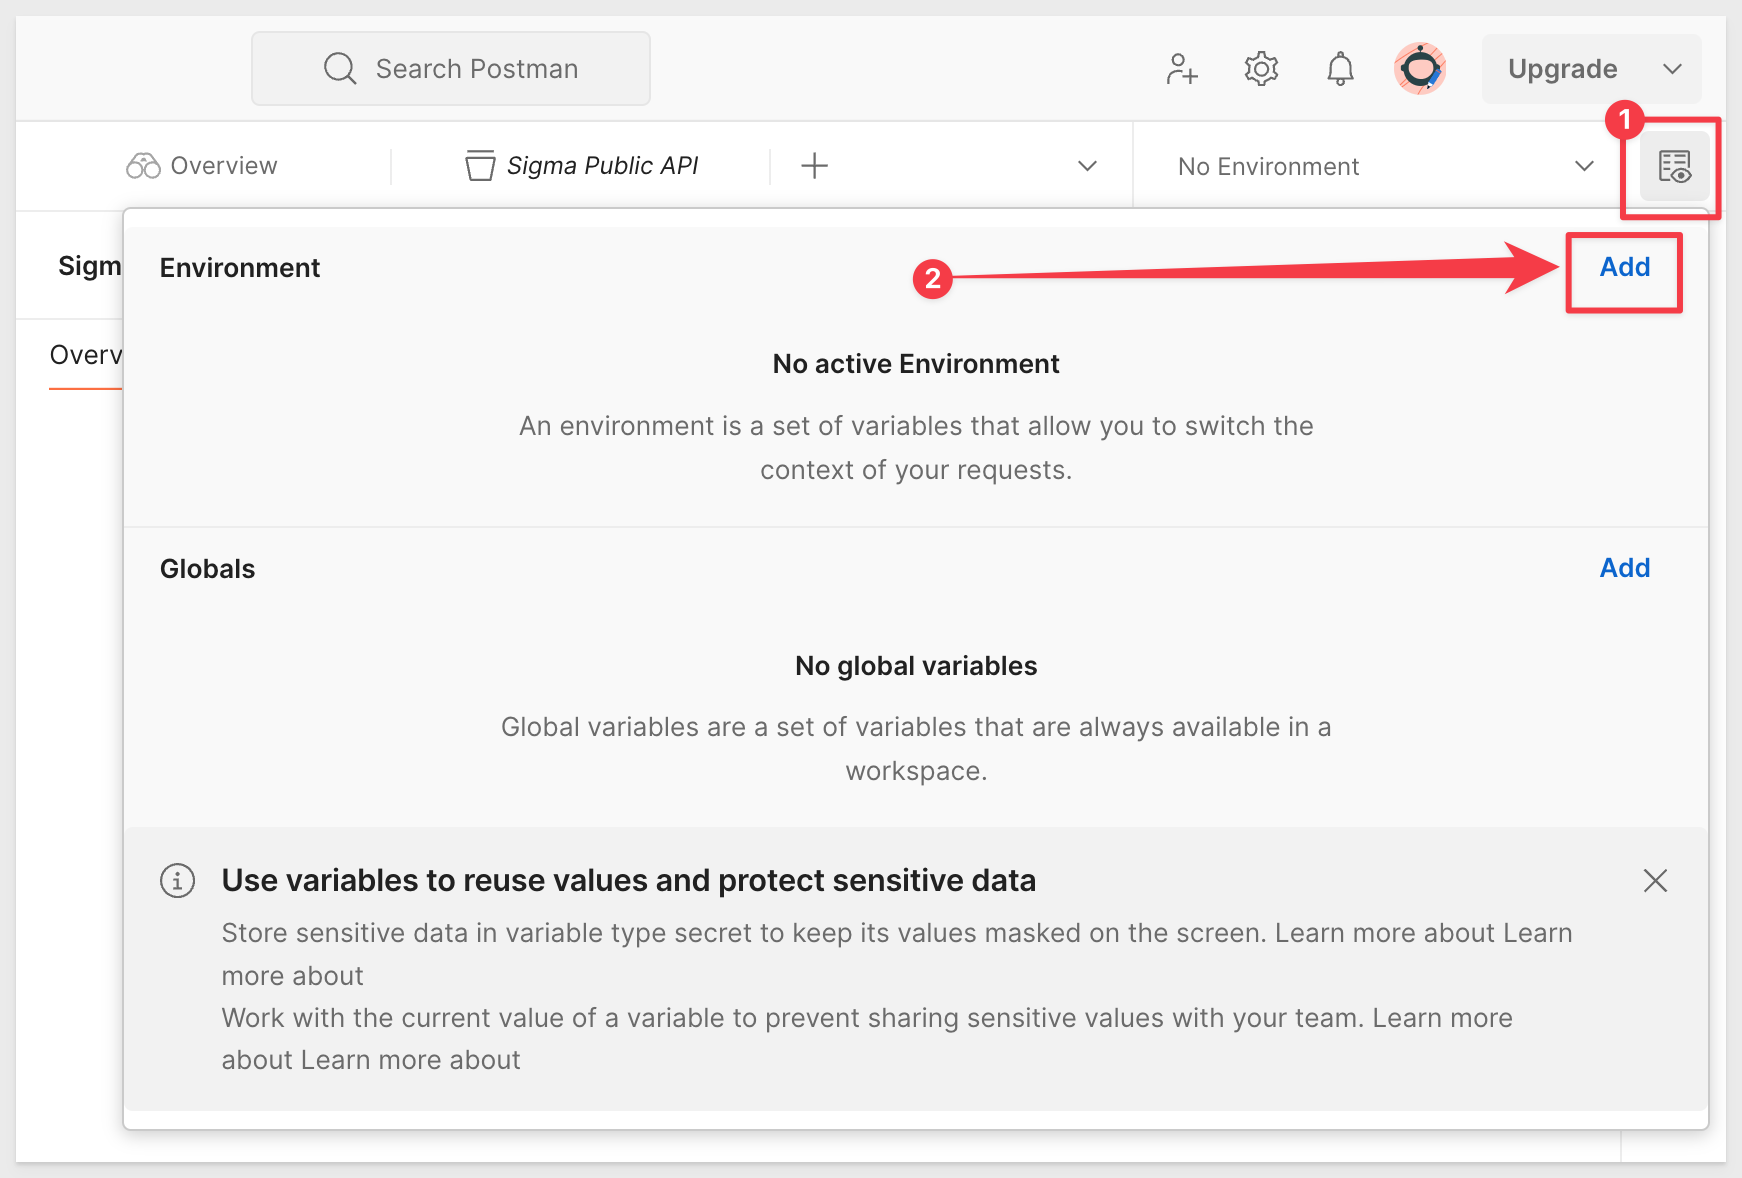 Search Postman
Upgrade
Overview
Sigma Public API
No Environment
1
Sigm
Environment
2
Add
Overv
No active Environment
An environment is a set of variables that allow you to switch the
context of your requests.
Globals
Add
No global variables
Global variables are a set of variables that are always available in a
workspace.
Use variables to reuse values and protect sensitive data
Store sensitive data in variable type secret to keep its values masked on the screen. Learn more about Learn
more about
Work with the current value of a variable to prevent sharing sensitive values with your team. Learn more
about Learn more about